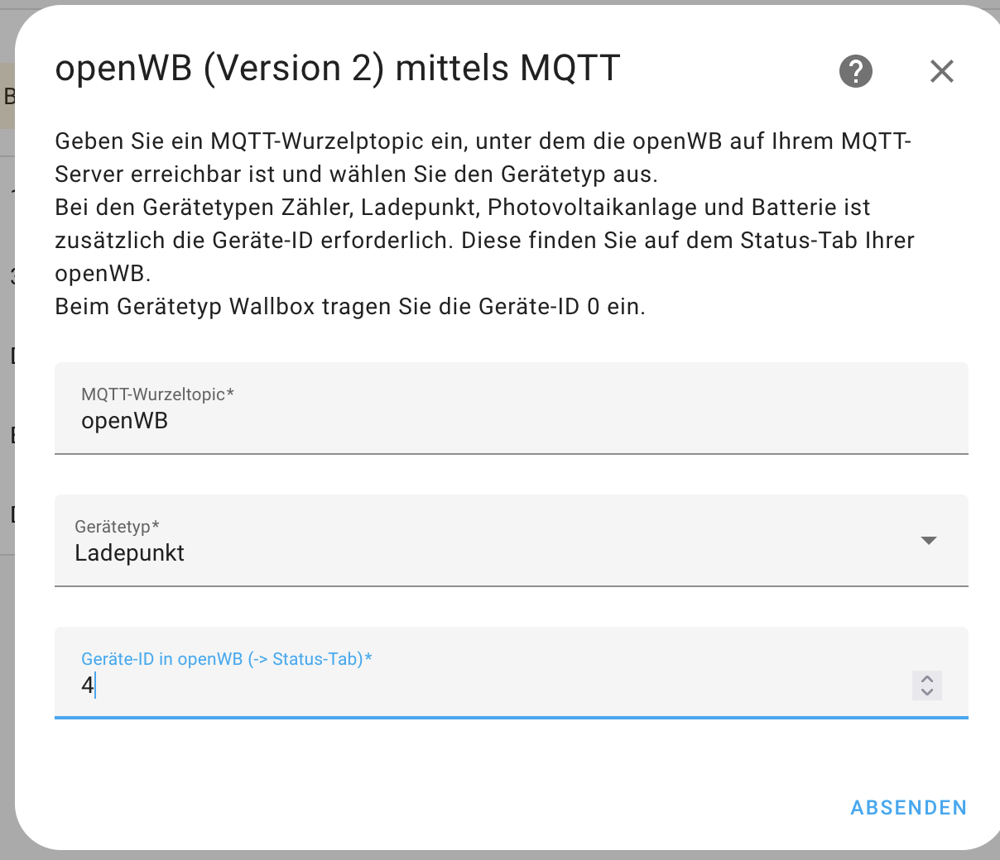 openWB (Version 2) mittels MQTT
Geben Sie ein MQTT-Wurzelptopic ein, unter dem die openWB auf Ihrem MQTT-
Server erreichbar ist und wählen Sie den Gerätetyp aus.
Bei den Gerätetypen Zähler, Ladepunkt, Photovoltaikanlage und Batterie ist
zusätzlich die Geräte-ID erforderlich. Diese finden Sie auf dem Status-Tab Ihrer
openWB.
Beim Gerätetyp Wallbox tragen Sie die Geräte-ID 0 ein.
MQTT-Wurzeltopic*
openWB
Gerätetyp*
Ladepunkt
Geräte-ID in openWB (-> Status-Tab)*
4
ABSENDEN